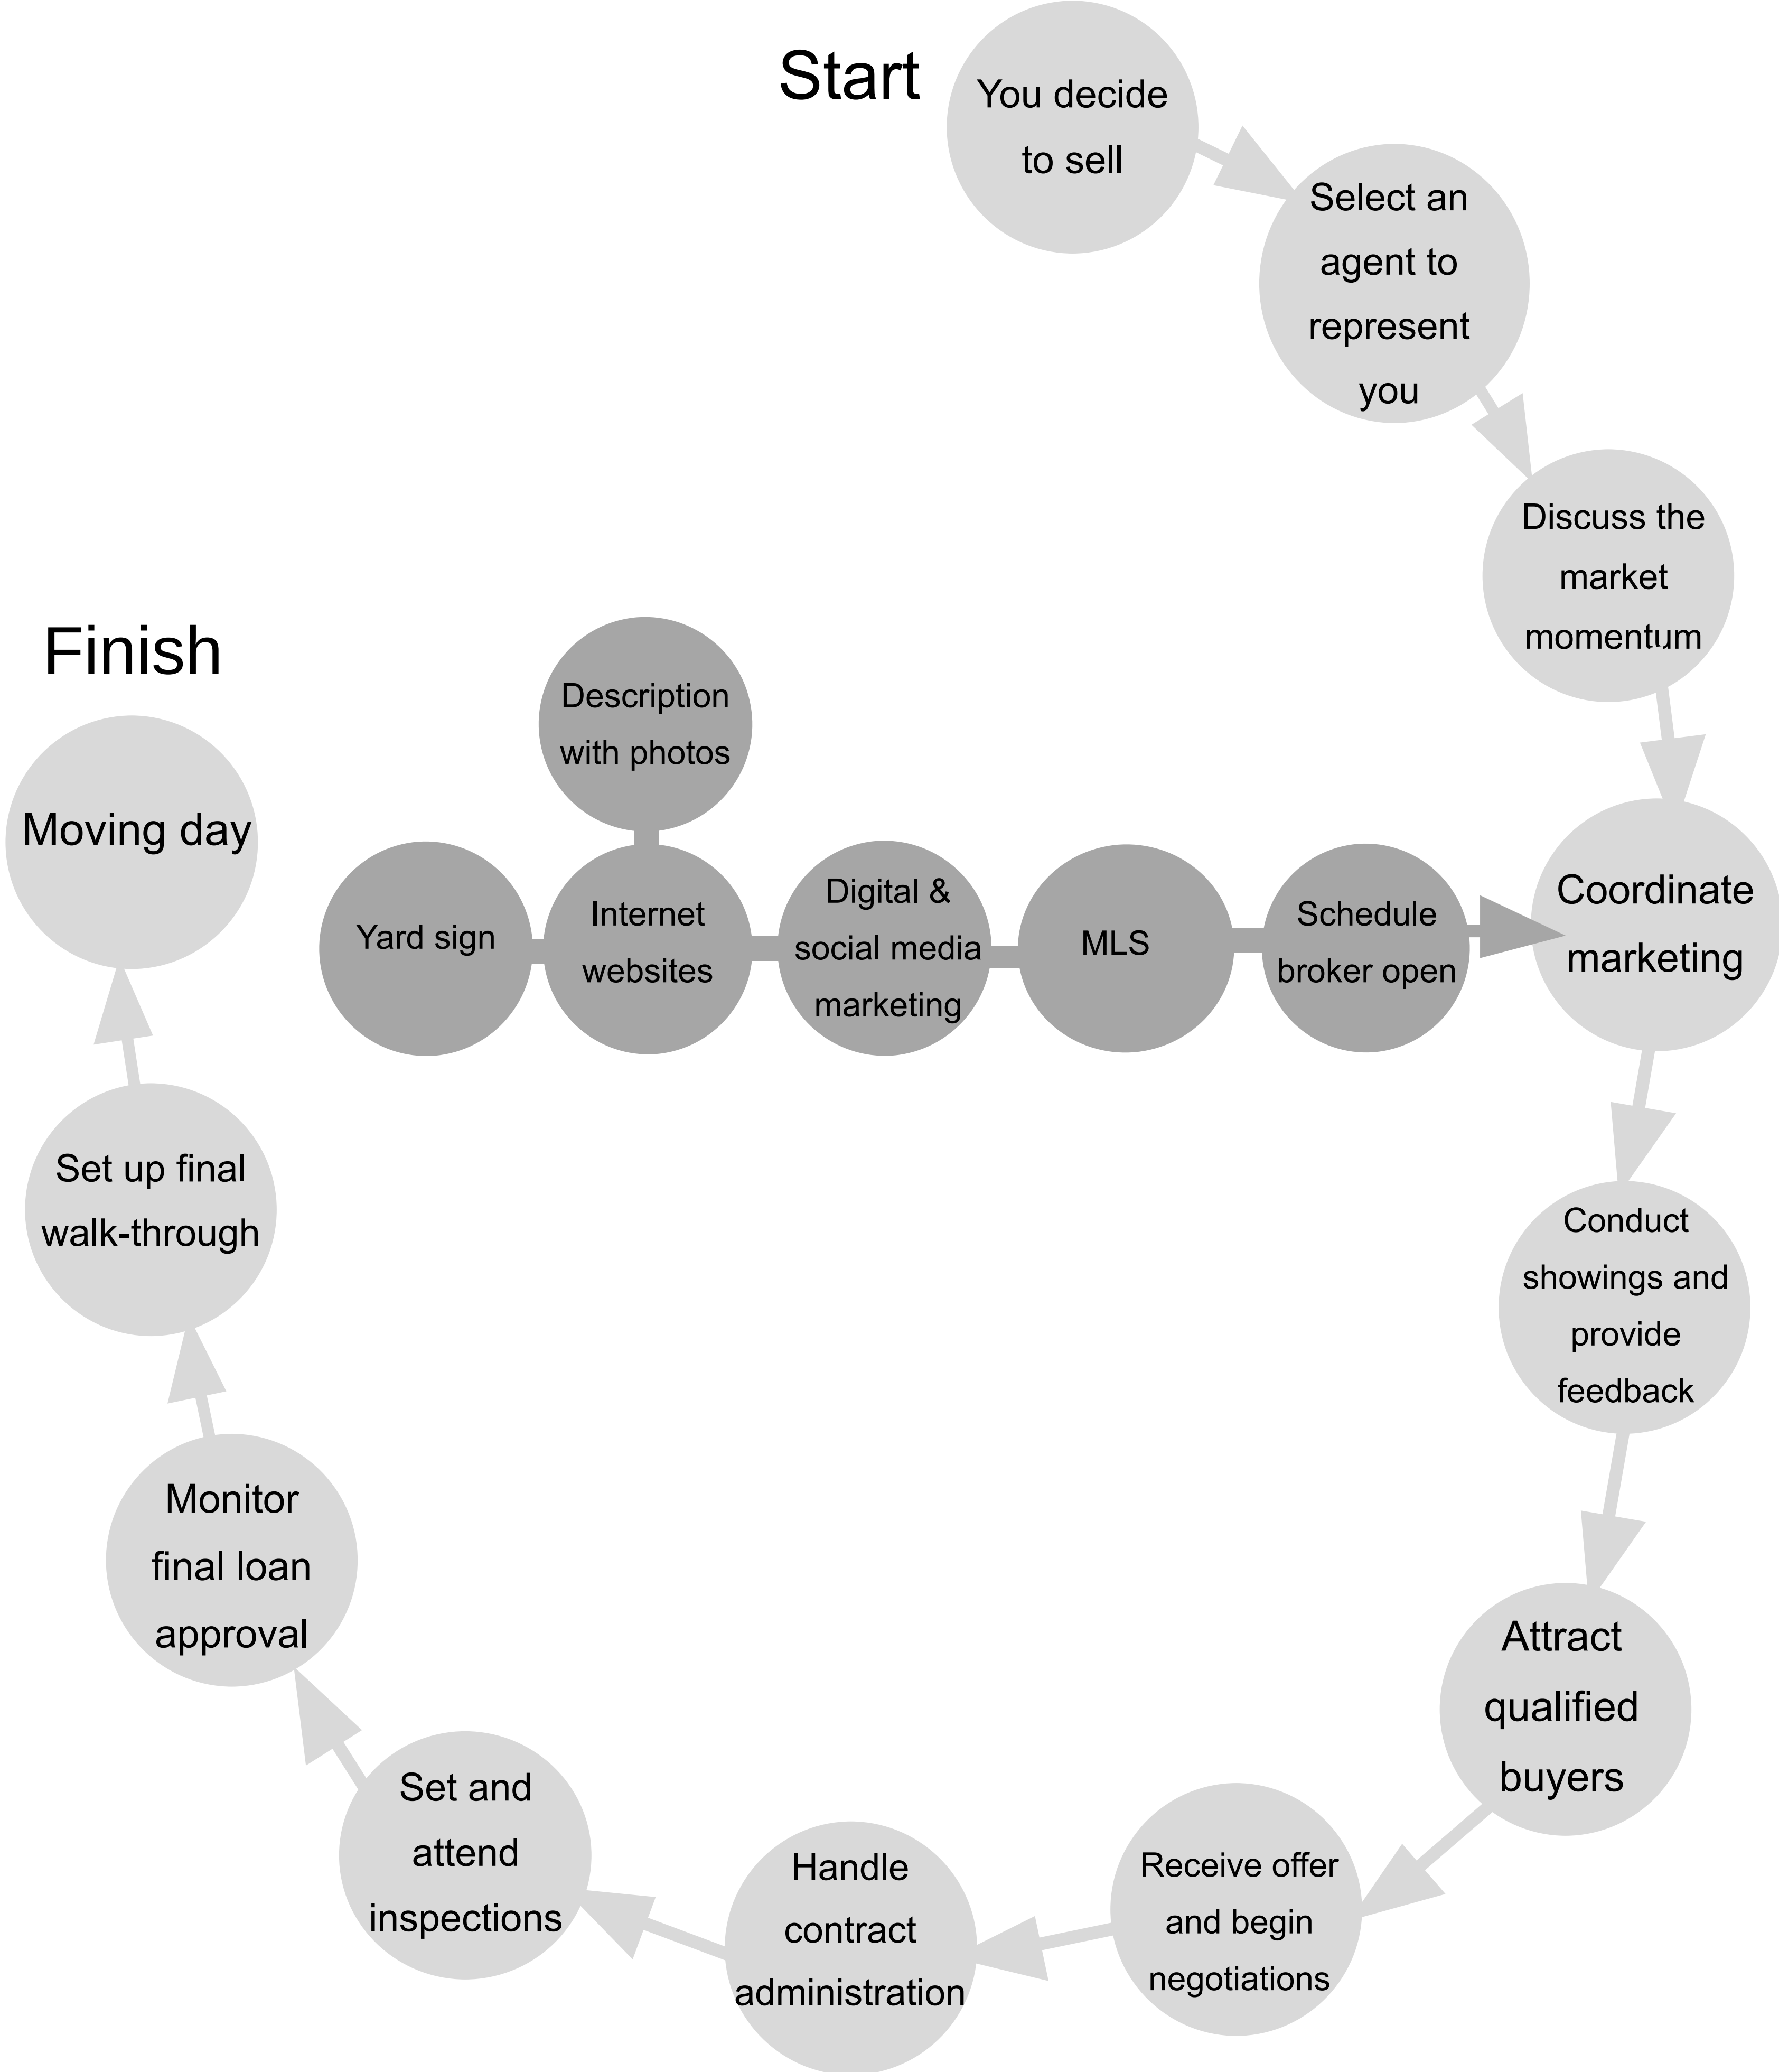 Start
You decide
to sell
Select an
agent to
represent
you
Discuss the
market
momentum
Finish
Moving day
Description
with photos
Yard sign
Internet
websites
Digital &
social media
marketing
MLS
Schedule
broker open
Coordinate
marketing
Conduct
showings and
provide
feedback
Attract
qualified
buyers
Receive offer
and begin
negotiations
Handle
contract
administration
Set and
attend
inspections
Monitor
final loan
approval
Set up final
walk-through